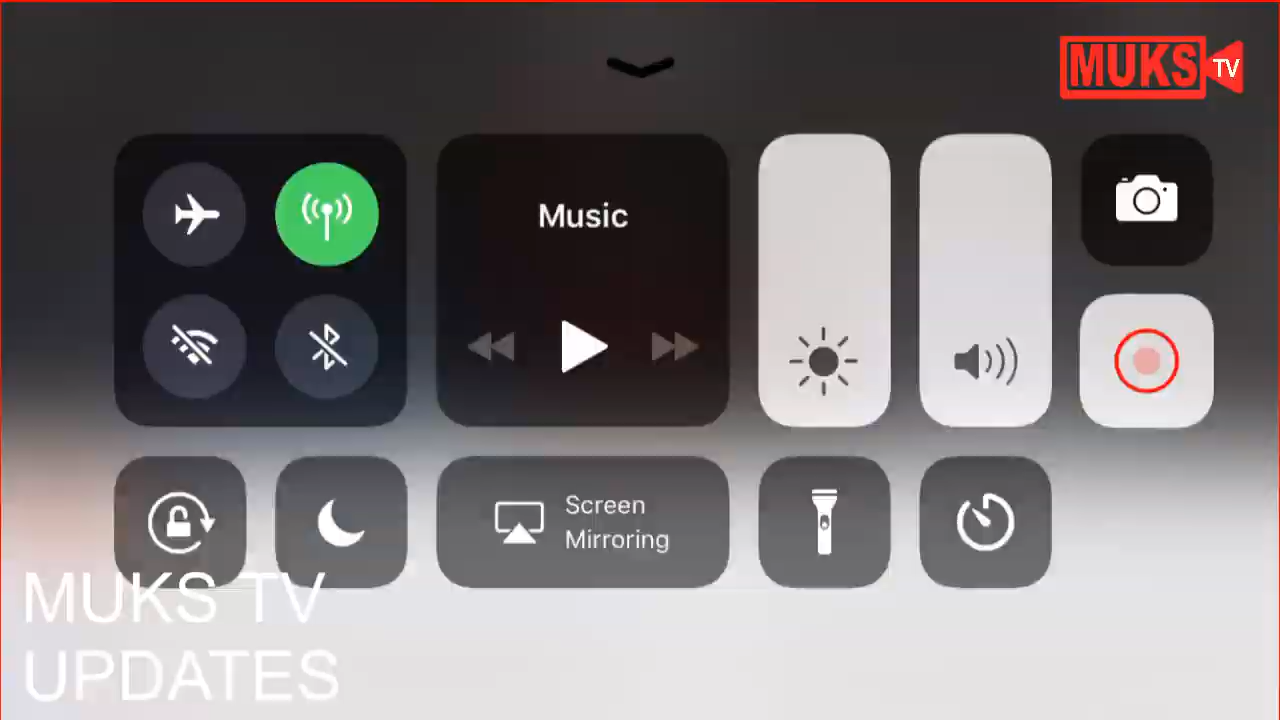 MUKS TV
Music
Screen
Mirroring
MUKS TV
UPDATES